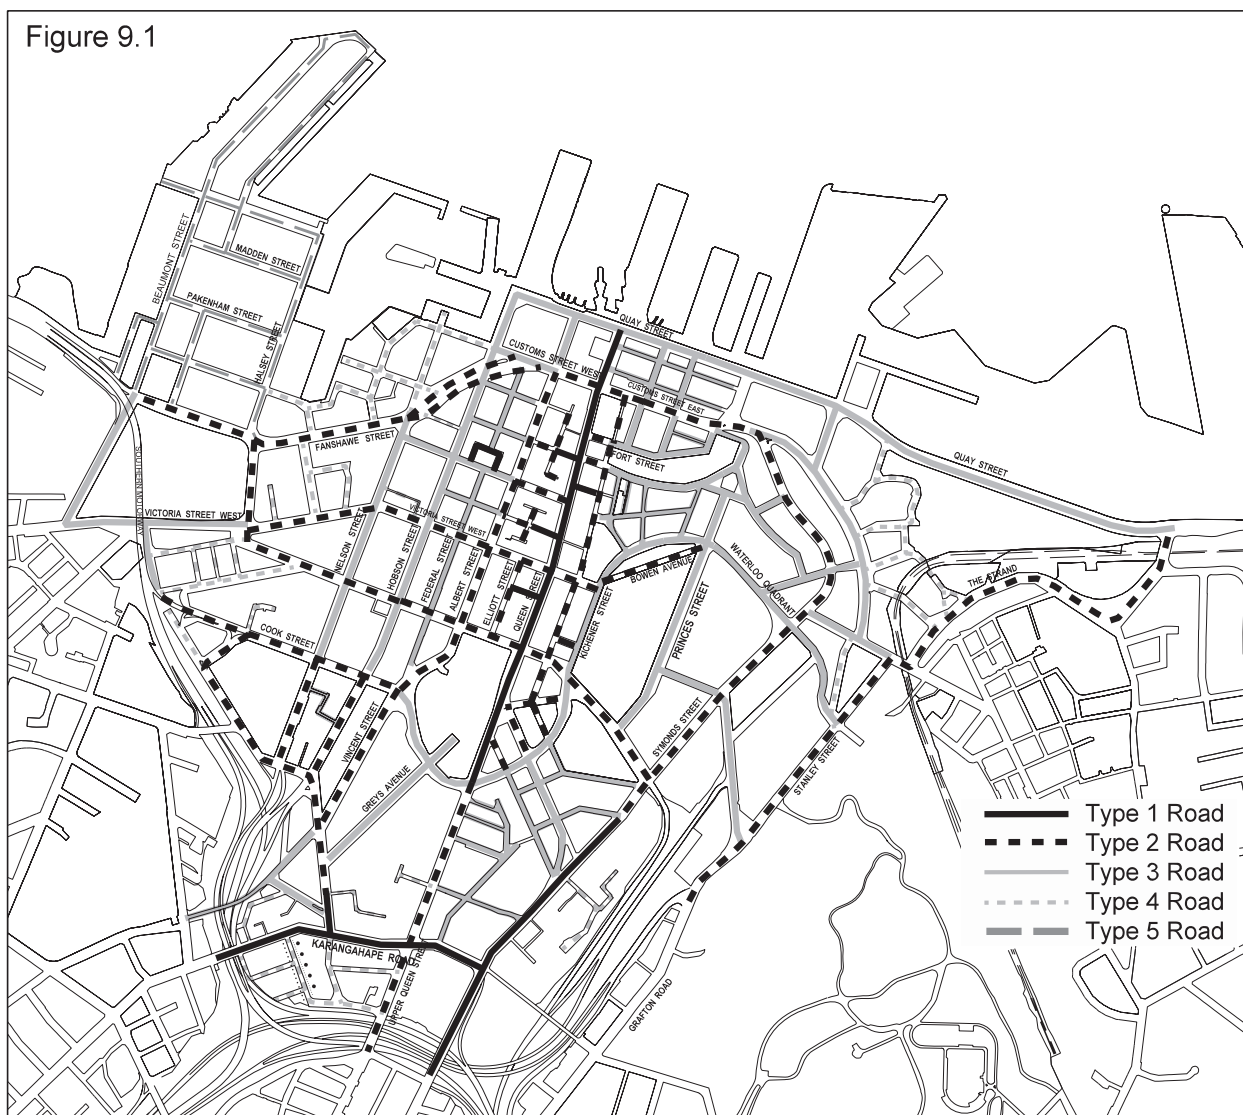 Figure 9.1
BEAUMONT STREET
MADDEN STREET
PAKENHAM STREET
HALSEY STREET
QUAY STREET
CUSTOMS STREET WEST
CUSTOMS STREET EAST
FANSHAWE STREET
FORT STREET
QUAY STREET
SOUTHERN MOTORWAY
VICTORIA STREET WEST
VICTORIA STREET WEST
NELSON STREET
HOBSON STREET
FEDERAL STREET
ALBERT STREET
ELLIOTT STREET
QUEEN STREET
KICHENER STREET
BOWEN AVENUE
WATERLOO QUADRANT
PRINCES STREET
THE STRAND
COOK STREET
VINCENT STREET
GREYS AVENUE
SYMONDS STREET
STANLEY STREET
KARANGAHAPE ROAD
UPPER QUEEN STREET
GRAFTON ROAD
Type 1 Road
Type 2 Road
Type 3 Road
Type 4 Road
Type 5 Road